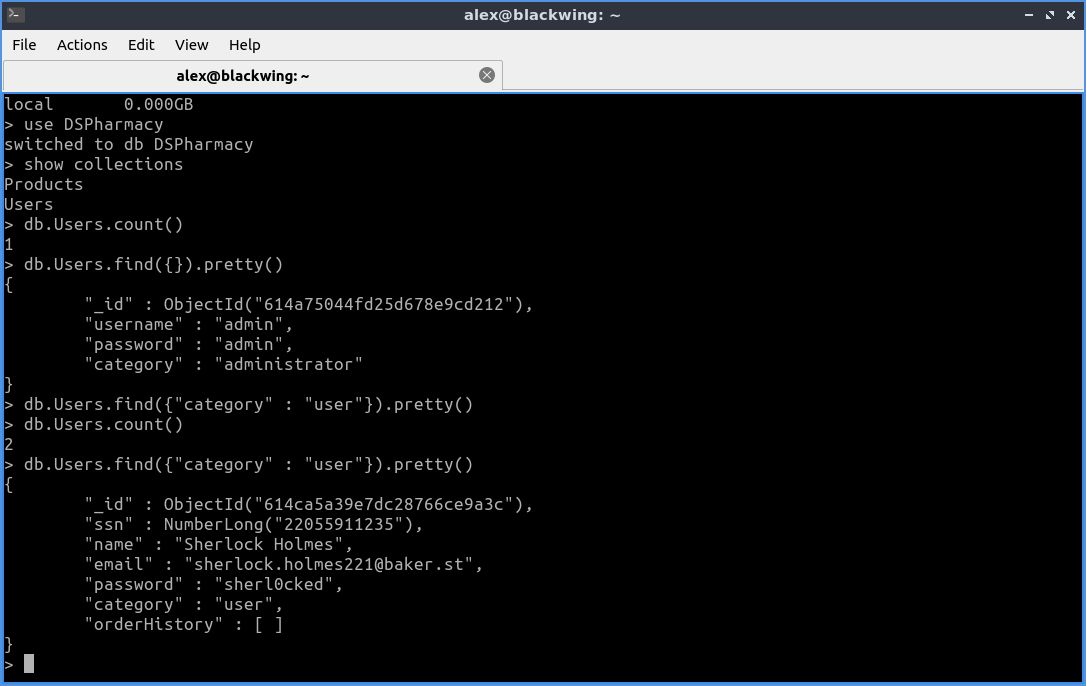 alex@blackwing: ~
File Actions Edit View Help
alex@blackwing: ~
local       0.000GB
> use DSPharmacy
switched to db DSPharmacy
> show collections
Products
Users
> db.Users.count()
1
> db.Users.find({}).pretty()
{
        "_id" : ObjectId("614a75044fd25d678e9cd212"),
        "username" : "admin",
        "password" : "admin",
        "category" : "administrator"
}
> db.Users.find({"category" : "user"}).pretty()
> db.Users.count()
2
> db.Users.find({"category" : "user"}).pretty()
{
        "_id" : ObjectId("614ca5a39e7dc28766ce9a3c"),
        "ssn" : NumberLong("22055911235"),
        "name" : "Sherlock Holmes",
        "email" : "sherlock.holmes221@baker.st",
        "password" : "sherl0cked",
        "category" : "user",
        "orderHistory" : [ ]
}
>